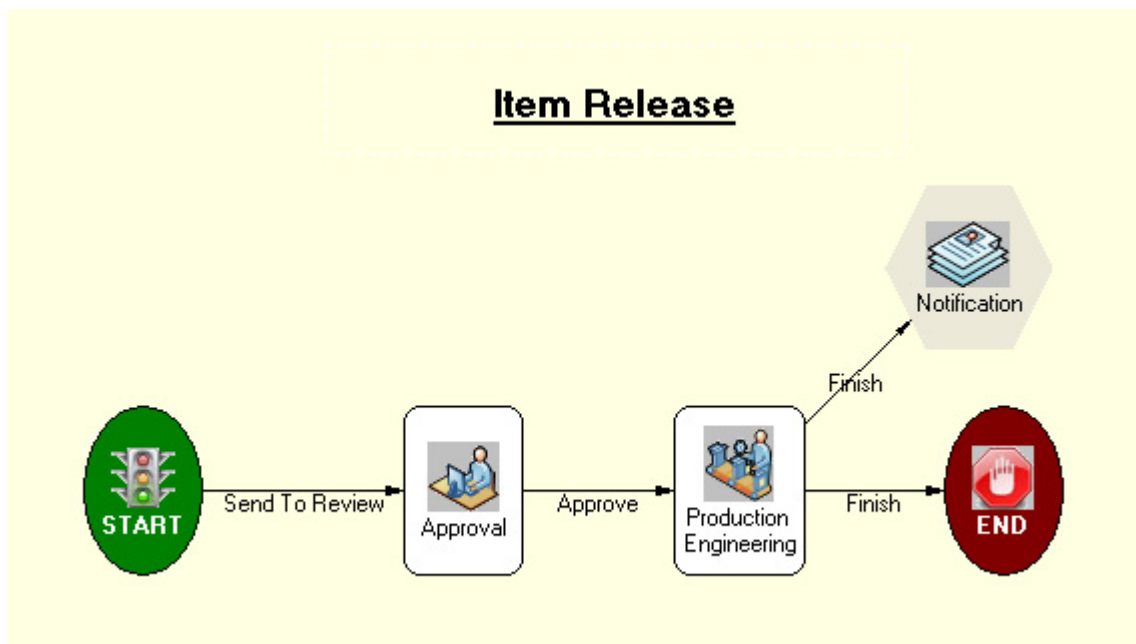 Item Release
Notification
Finish
START
Send To Review
Approval
Approve
Production
Engineering
Finish
END